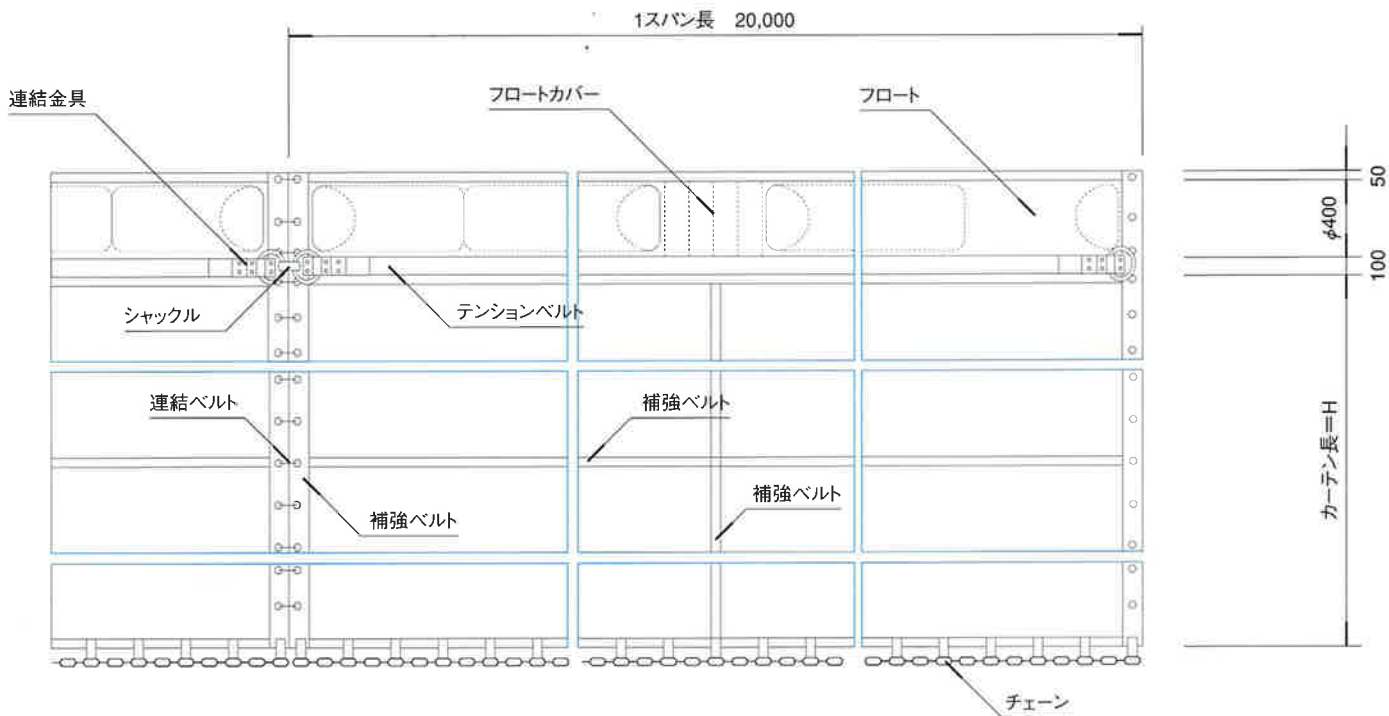 1スパン長 20,000
連結金具
フロートカバー
フロート
50
φ400
100
シャックル
テンションベルト
連結ベルト
補強ベルト
補強ベルト
補強ベルト
カーテン長=H
チェーン